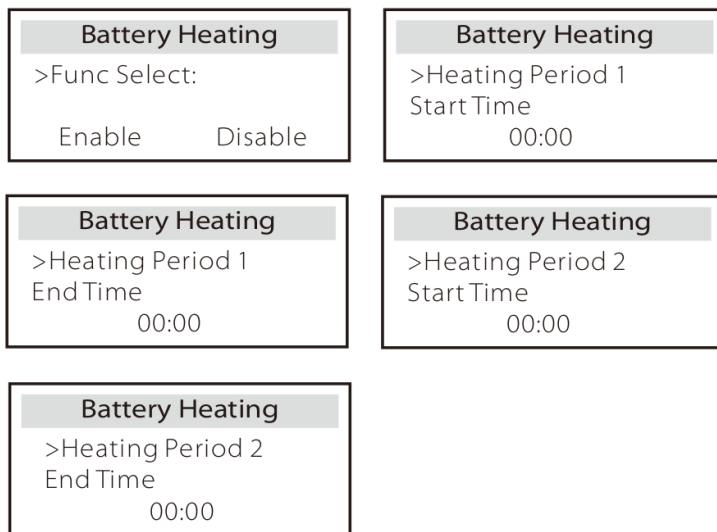 Battery Heating
>Func Select:
Enable Disable
Battery Heating
>Heating Period 1
Start Time
00:00
Battery Heating
>Heating Period 1
End Time
00:00
Battery Heating
>Heating Period 2
Start Time
00:00
Battery Heating
>Heating Period 2
End Time
00:00